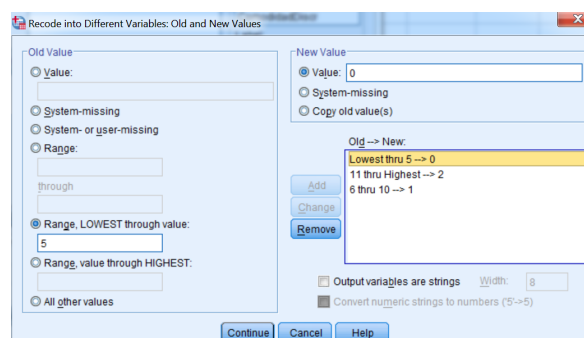 Recode into Different Variables: Old and New Values
Old Value
Value:
System-missing
System- or user-missing
Range:
through
Range, LOWEST through value:
5
Range, value through HIGHEST:
All other values
New Value
Value: 0
System-missing
Copy old value(s)
Old --> New:
Lowest thru 5 --> 0
11 thru Highest --> 2
6 thru 10 --> 1
Add
Change
Remove
Output variables are strings Width: 8
Convert numeric strings to numbers ('5'->5)
Continue Cancel Help